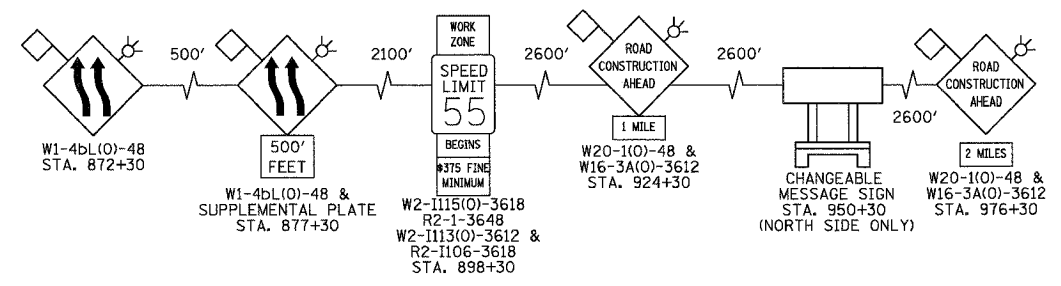 500'
2100'
2600'
2600'
2600'
W1-4bL(O)-48
STA. 872+30
500'
FEET
W1-4bL(O)-48 &
SUPPLEMENTAL PLATE
STA. 877+30
WORK
ZONE
SPEED
LIMIT
55
BEGINS
$375 FINE
MINIMUM
W2-I115(O)-3618
R2-1-3648
W2-I113(O)-3612 &
R2-I106-3618
STA. 898+30
ROAD
CONSTRUCTION
AHEAD
1 MILE
W20-1(O)-48 &
W16-3A(O)-3612
STA. 924+30
CHANGEABLE
MESSAGE SIGN
STA. 950+30
(NORTH SIDE ONLY)
ROAD
CONSTRUCTION
AHEAD
2 MILES
W20-1(O)-48 &
W16-3A(O)-3612
STA. 976+30